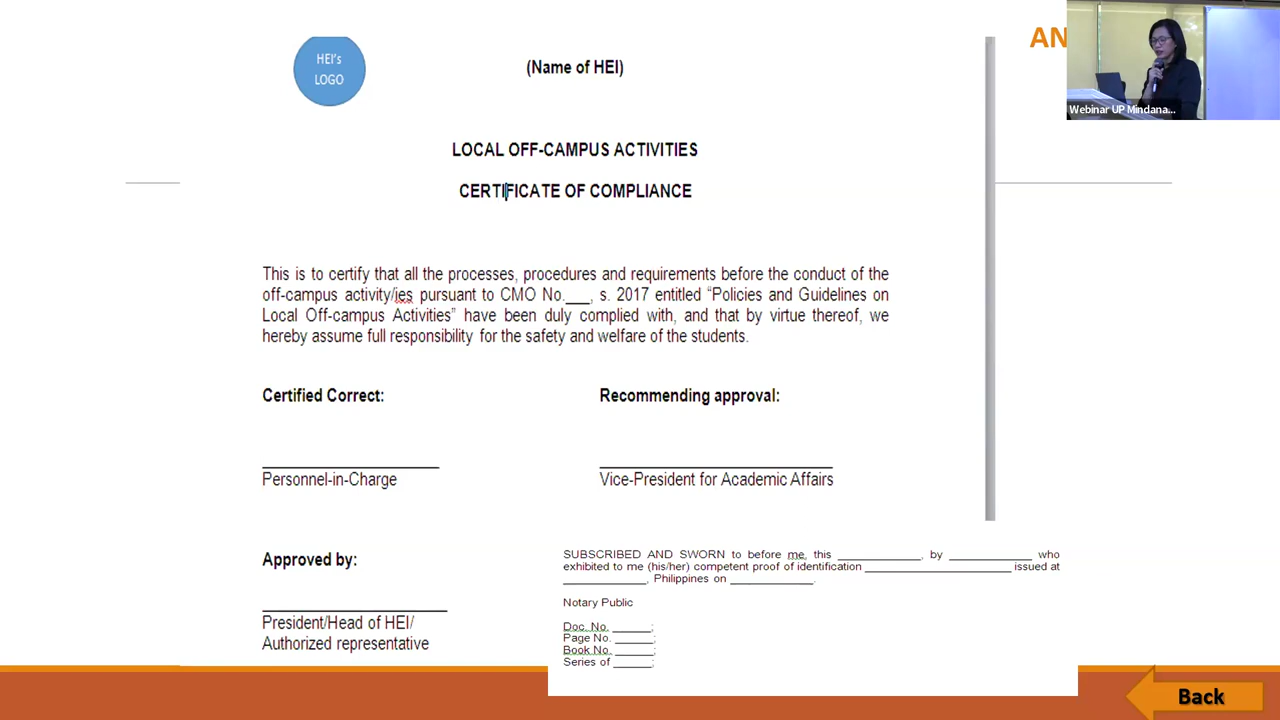 AN
Webinar UP Mindana...
HEI's
LOGO
(Name of HEI)
LOCAL OFF-CAMPUS ACTIVITIES
CERTIFICATE OF COMPLIANCE
This is to certify that all the processes, procedures and requirements before the conduct of the
off-campus activity/ies pursuant to CMO No.___, s. 2017 entitled “Policies and Guidelines on
Local Off-campus Activities” have been duly complied with, and that by virtue thereof, we
hereby assume full responsibility for the safety and welfare of the students.
Certified Correct:
Recommending approval:
Personnel-in-Charge
Vice-President for Academic Affairs
Approved by:
President/Head of HEI/
Authorized representative
SUBSCRIBED AND SWORN to before me, this _____________, by _____________ who
exhibited to me (his/her) competent proof of identification _______________________ issued at
_____________, Philippines on _____________.
Notary Public
Doc. No. ______;
Page No. ______;
Book No. ______;
Series of ______;
Back